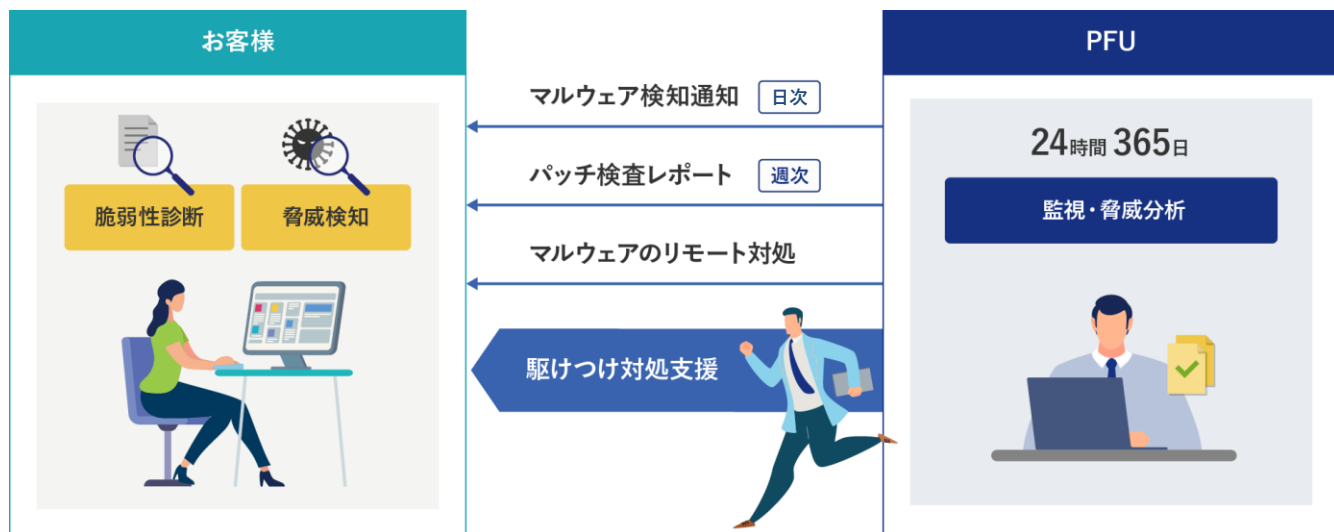 お客様
PFU
マルウェア検知通知 日次
パッチ検査レポート 週次
マルウェアのリモート対処
駆けつけ対処支援
脆弱性診断
脅威検知
24時間 365日
監視・脅威分析